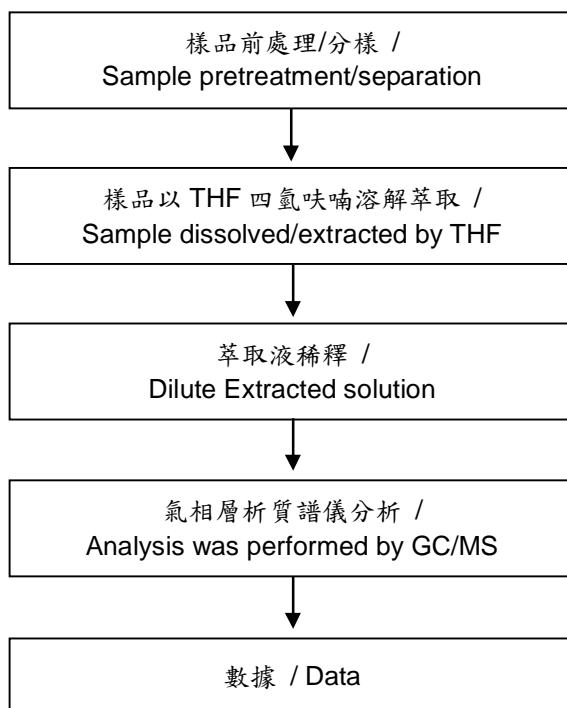 樣品前處理/分樣 /
Sample pretreatment/separation
樣品以 THF 四氫呋喃溶解萃取 /
Sample dissolved/extracted by THF
萃取液稀釋 /
Dilute Extracted solution
氣相層析質譜儀分析 /
Analysis was performed by GC/MS
數據 / Data